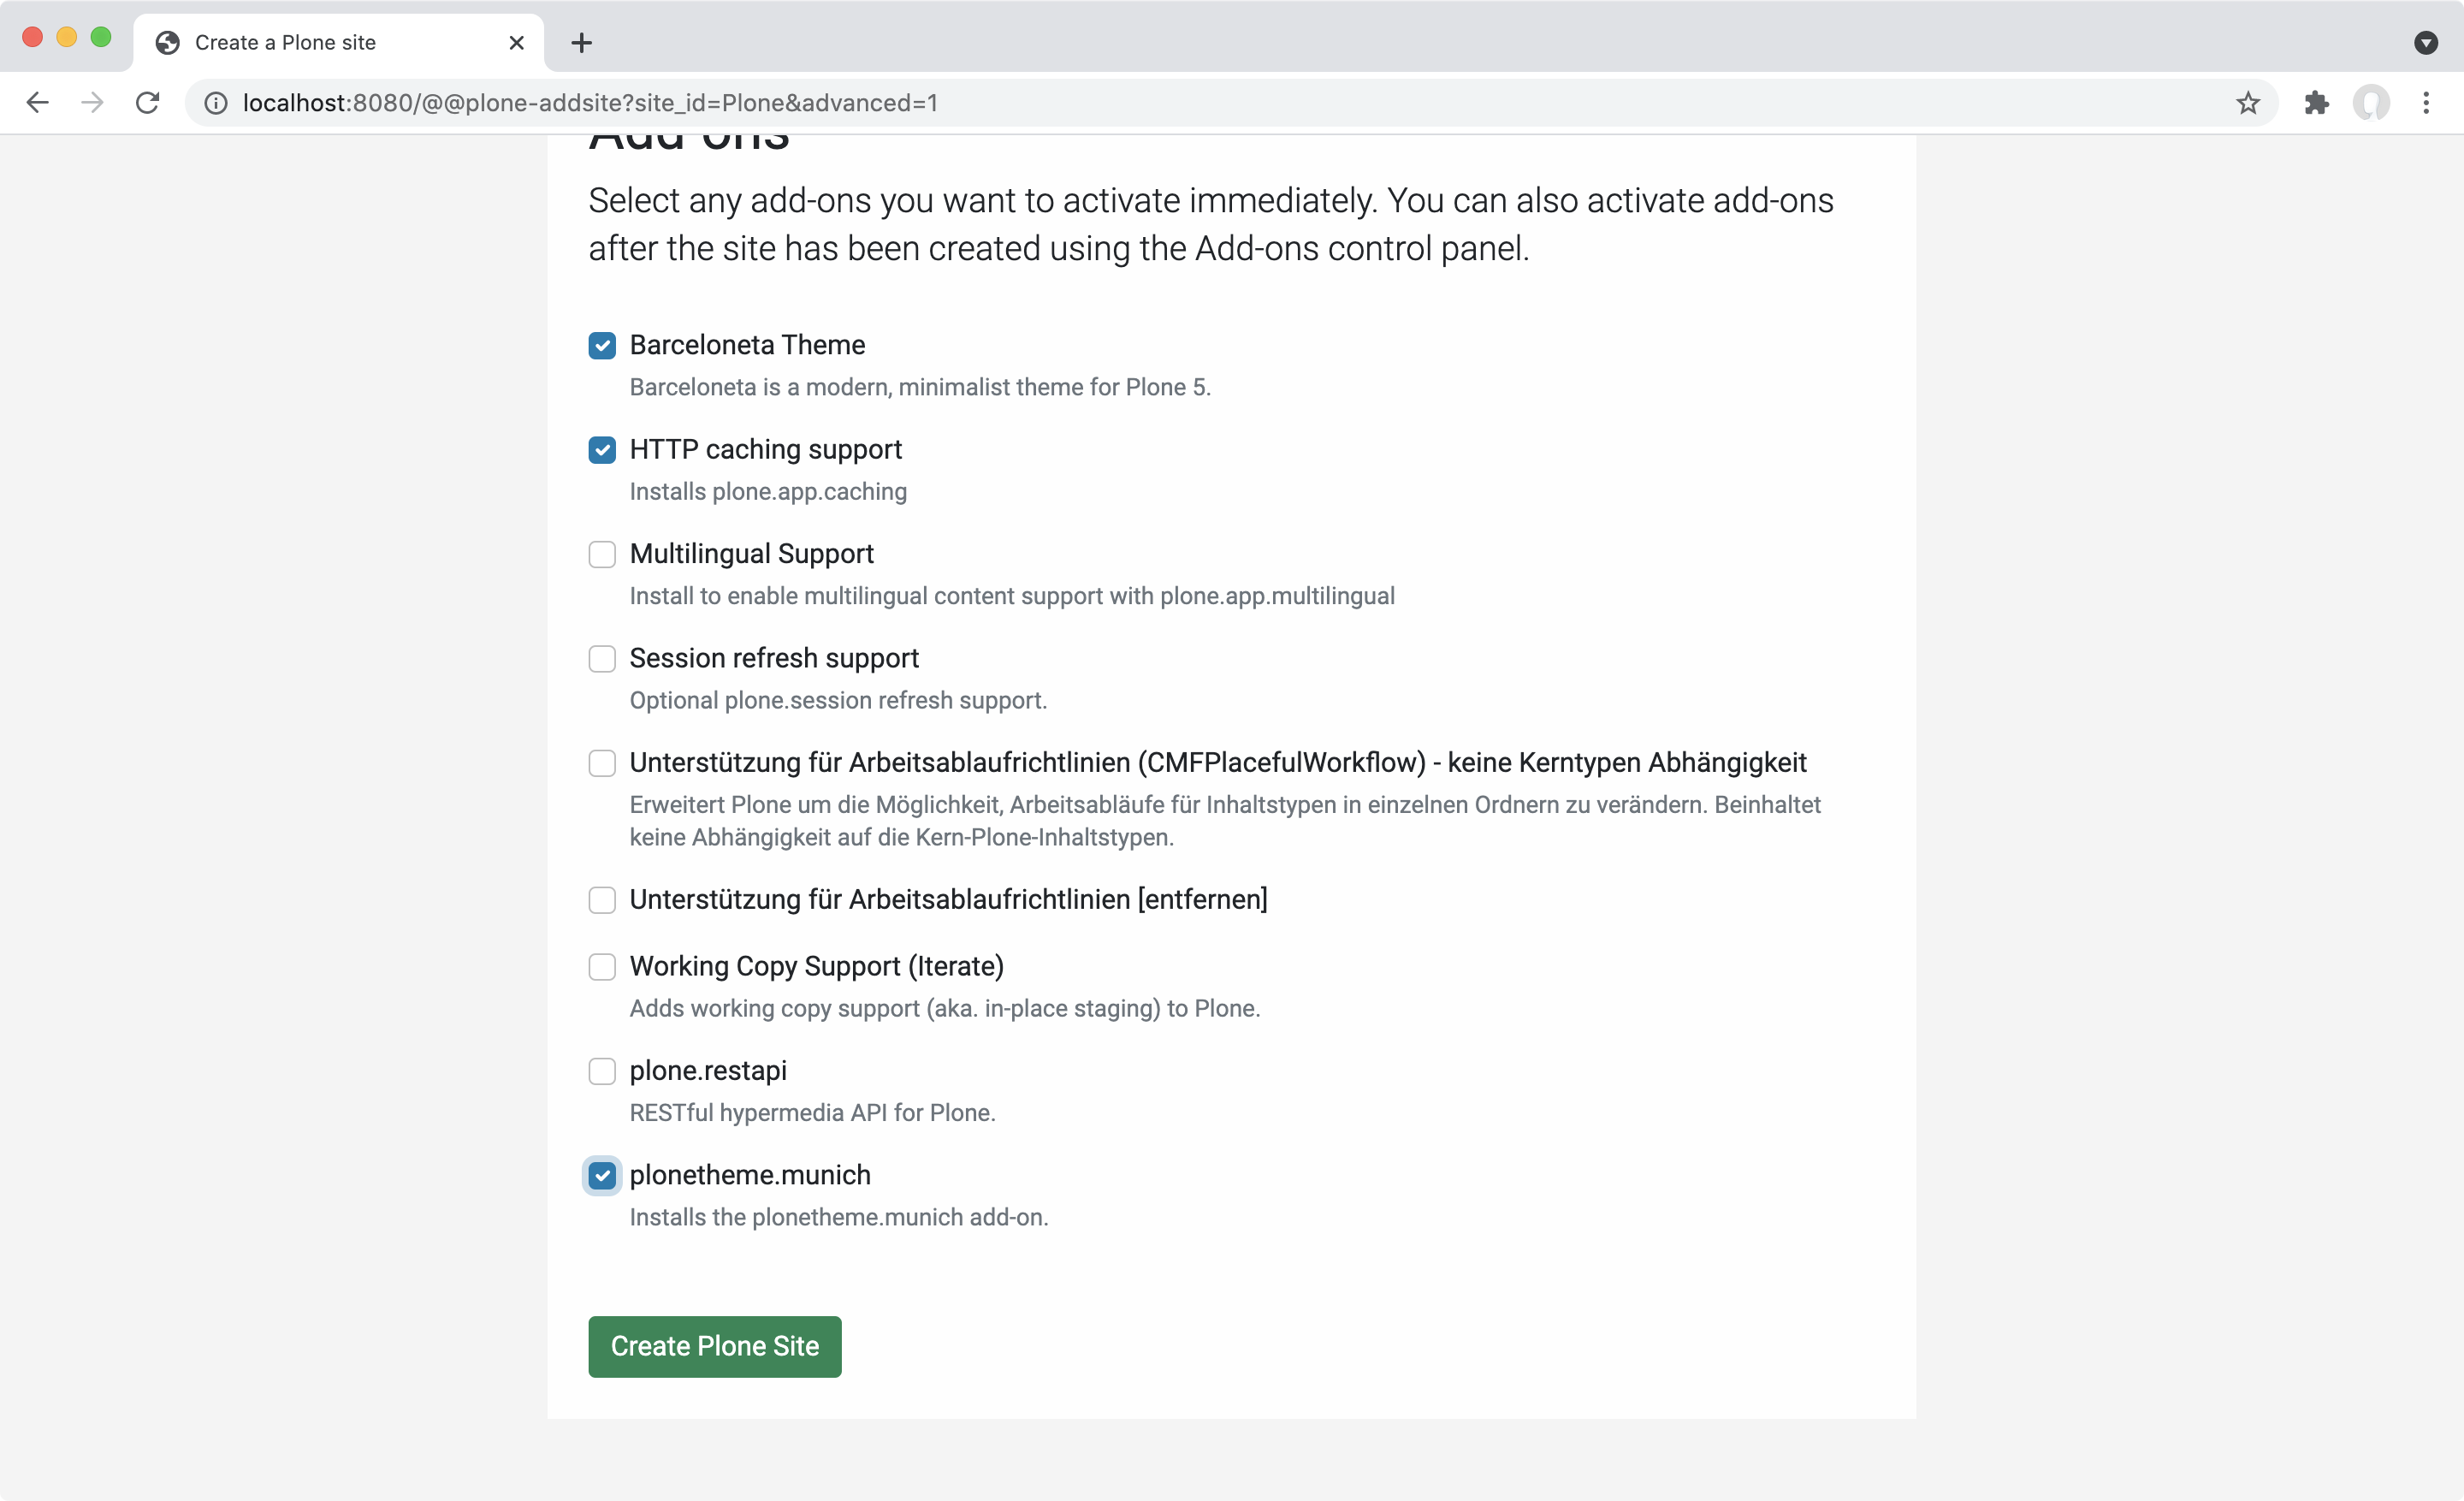 Create a Plone site
localhost:8080/@@plone-addsite?site_id=Plone&advanced=1
Add-ons
Select any add-ons you want to activate immediately. You can also activate add-ons
after the site has been created using the Add-ons control panel.
Barceloneta Theme
Barceloneta is a modern, minimalist theme for Plone 5.
HTTP caching support
Installs plone.app.caching
Multilingual Support
Install to enable multilingual content support with plone.app.multilingual
Session refresh support
Optional plone.session refresh support.
Unterstützung für Arbeitsablaufrichtlinien (CMFPlacefulWorkflow) - keine Kerntypen Abhängigkeit
Erweitert Plone um die Möglichkeit, Arbeitsabläufe für Inhaltstypen in einzelnen Ordnern zu verändern. Beinhaltet
keine Abhängigkeit auf die Kern-Plone-Inhaltstypen.
Unterstützung für Arbeitsablaufrichtlinien [entfernen]
Working Copy Support (Iterate)
Adds working copy support (aka. in-place staging) to Plone.
plone.restapi
RESTful hypermedia API for Plone.
plonetheme.munich
Installs the plonetheme.munich add-on.
Create Plone Site